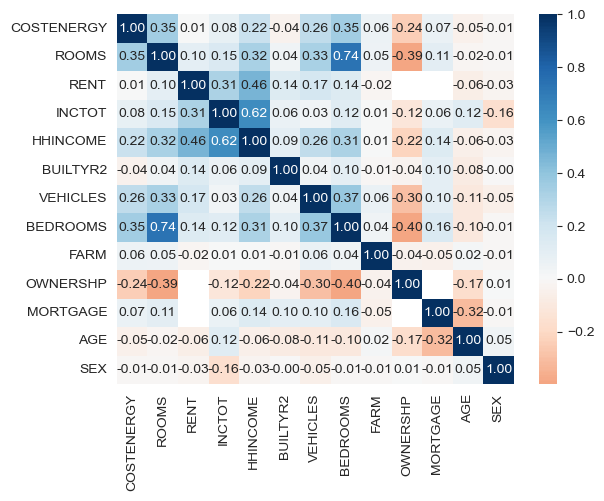 COSTENERGY 1.00 0.35 0.01 0.08 0.22 -0.04 0.26 0.35 0.06 -0.24 0.07 -0.05 -0.01
ROOMS 0.35 1.00 0.10 0.15 0.32 0.04 0.33 0.74 0.05 -0.39 0.11 -0.02 -0.01
RENT 0.01 0.10 1.00 0.31 0.46 0.14 0.17 0.14 -0.02 -0.06 -0.03
INCTOT 0.08 0.15 0.31 1.00 0.62 0.06 0.03 0.12 0.01 -0.12 0.06 0.12 -0.16
HHINCOME 0.22 0.32 0.46 0.62 1.00 0.09 0.26 0.31 0.01 -0.22 0.14 -0.06 -0.03
BUILTYR2 -0.04 0.04 0.14 0.06 0.09 1.00 0.04 0.10 -0.01 -0.04 0.10 -0.08 -0.00
VEHICLES 0.26 0.33 0.17 0.03 0.26 0.04 1.00 0.37 0.06 -0.30 0.10 -0.11 -0.05
BEDROOMS 0.35 0.74 0.14 0.12 0.31 0.10 0.37 1.00 0.04 -0.40 0.16 -0.10 -0.01
FARM 0.06 0.05 -0.02 0.01 0.01 -0.01 0.06 0.04 1.00 -0.04 -0.05 0.02 -0.01
OWNERSHP -0.24 -0.39 -0.12 -0.22 -0.04 -0.30 -0.40 -0.04 1.00 -0.17 0.01
MORTGAGE 0.07 0.11 0.06 0.14 0.10 0.10 0.16 -0.05 1.00 -0.32 -0.01
AGE -0.05 -0.02 -0.06 0.12 -0.06 -0.08 -0.11 -0.10 0.02 -0.17 -0.32 1.00 0.05
SEX -0.01 -0.01 -0.03 -0.16 -0.03 -0.00 -0.05 -0.01 -0.01 0.01 -0.01 0.05 1.00
COSTENERGY ROOMS RENT INCTOT HHINCOME BUILTYR2 VEHICLES BEDROOMS FARM OWNERSHP MORTGAGE AGE SEX
1.0
0.8
0.6
0.4
0.2
0.0
−0.2